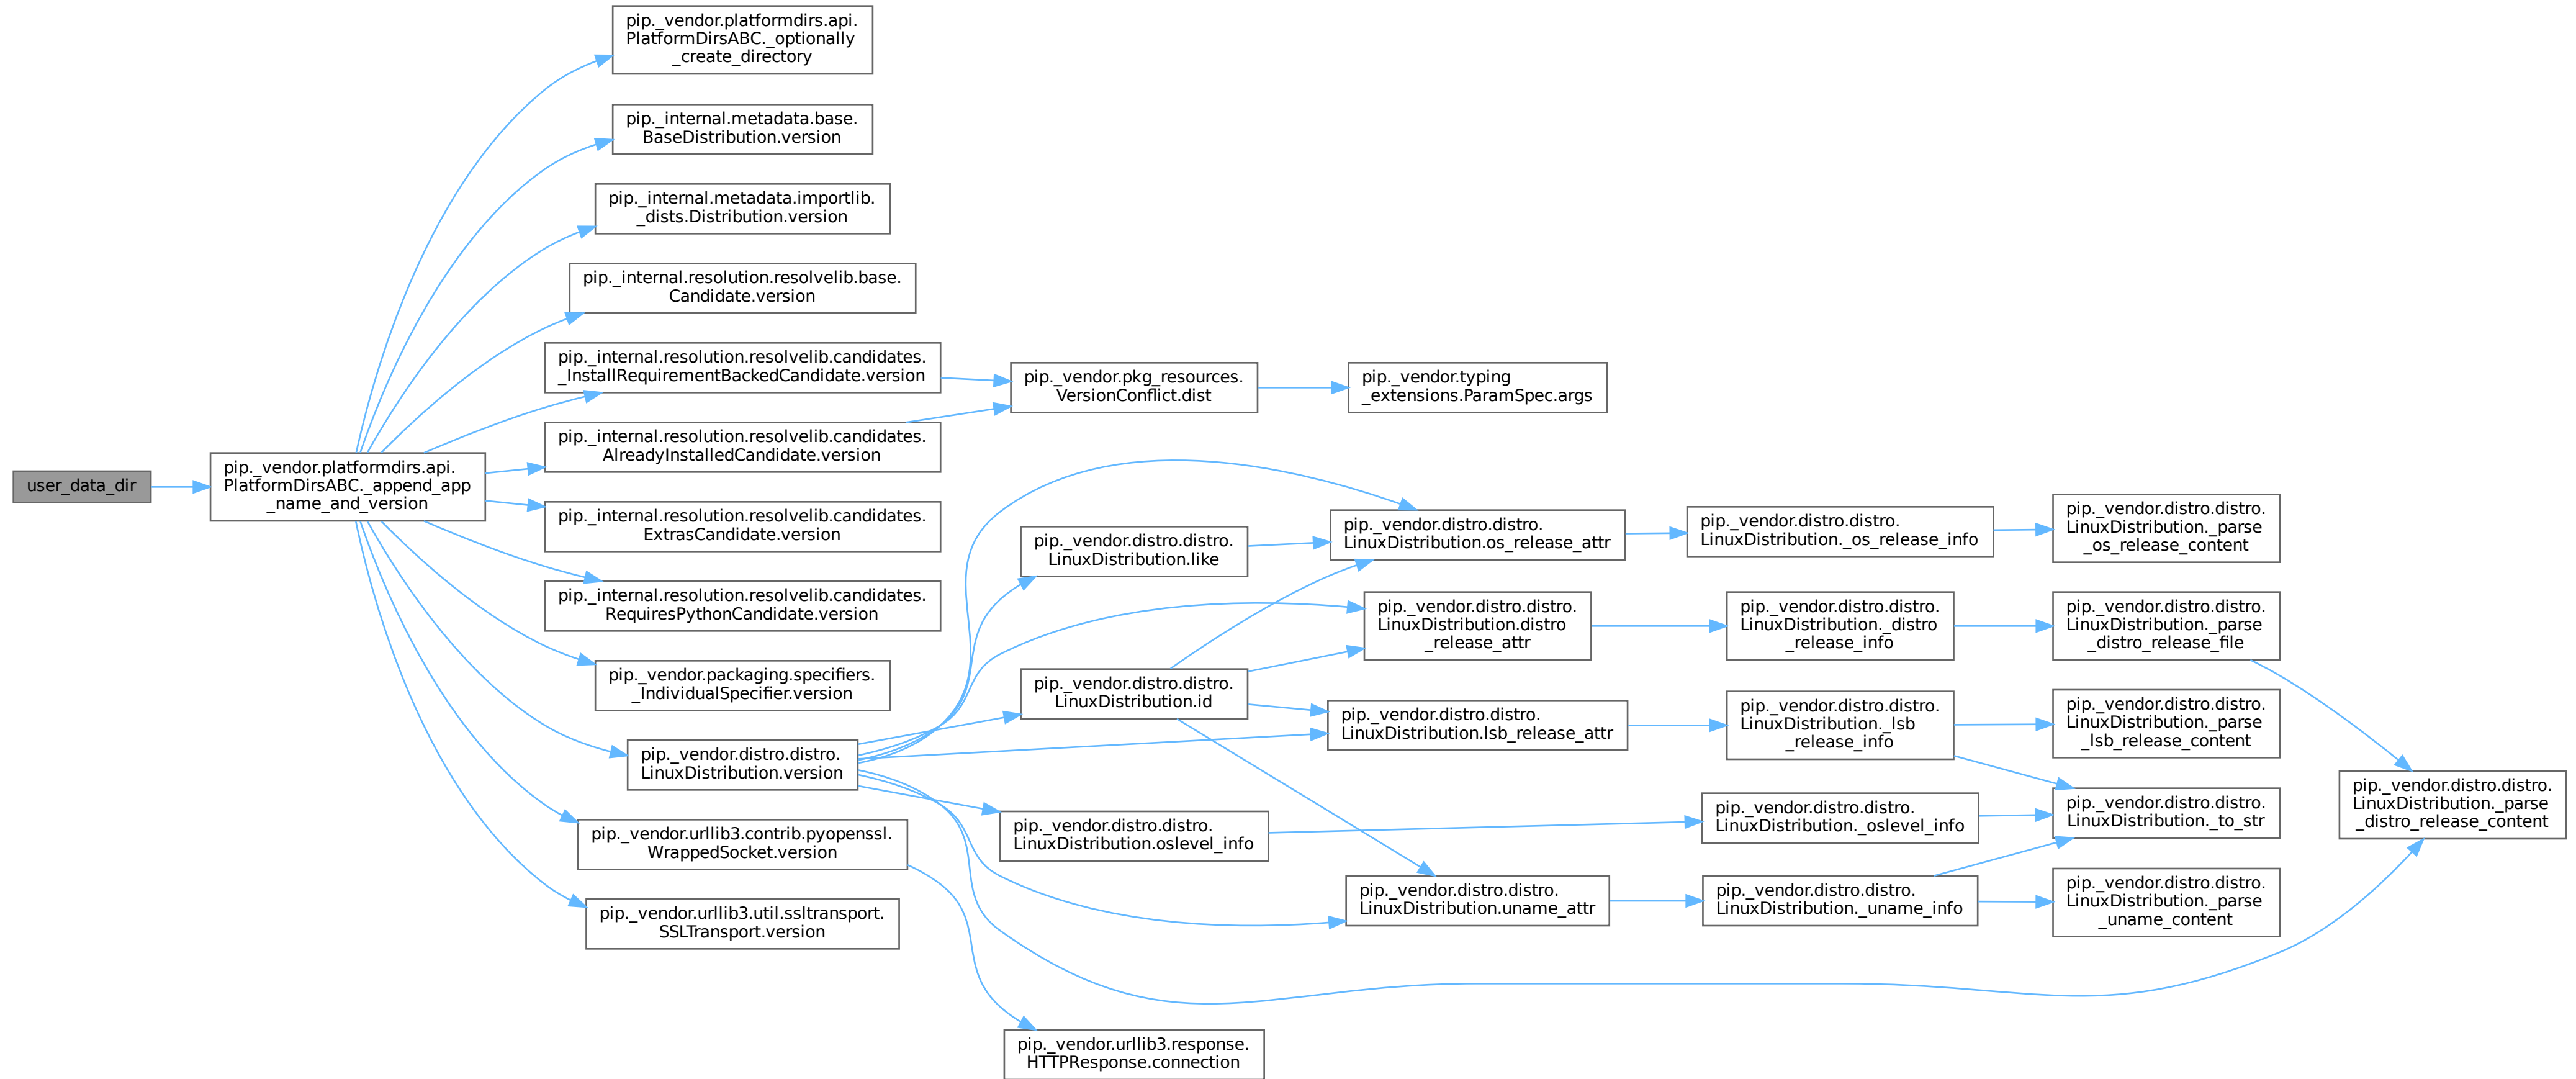 user_data_dir
pip._vendor.platformdirs.api.
PlatformDirsABC._append_app
_name_and_version
pip._vendor.platformdirs.api.
PlatformDirsABC._optionally
_create_directory
pip._internal.metadata.base.
BaseDistribution.version
pip._internal.metadata.importlib.
_dists.Distribution.version
pip._internal.resolution.resolvelib.base.
Candidate.version
pip._internal.resolution.resolvelib.candidates.
_InstallRequirementBackedCandidate.version
pip._internal.resolution.resolvelib.candidates.
AlreadyInstalledCandidate.version
pip._internal.resolution.resolvelib.candidates.
ExtrasCandidate.version
pip._internal.resolution.resolvelib.candidates.
RequiresPythonCandidate.version
pip._vendor.packaging.specifiers.
_IndividualSpecifier.version
pip._vendor.distro.distro.
LinuxDistribution.version
pip._vendor.urllib3.contrib.pyopenssl.
WrappedSocket.version
pip._vendor.urllib3.util.ssltransport.
SSLTransport.version
pip._vendor.pkg_resources.
VersionConflict.dist
pip._vendor.distro.distro.
LinuxDistribution.like
pip._vendor.distro.distro.
LinuxDistribution.id
pip._vendor.distro.distro.
LinuxDistribution.oslevel_info
pip._vendor.urllib3.response.
HTTPResponse.connection
pip._vendor.typing
_extensions.ParamSpec.args
pip._vendor.distro.distro.
LinuxDistribution.os_release_attr
pip._vendor.distro.distro.
LinuxDistribution.distro
_release_attr
pip._vendor.distro.distro.
LinuxDistribution.lsb_release_attr
pip._vendor.distro.distro.
LinuxDistribution.uname_attr
pip._vendor.distro.distro.
LinuxDistribution._os_release_info
pip._vendor.distro.distro.
LinuxDistribution._distro
_release_info
pip._vendor.distro.distro.
LinuxDistribution._lsb
_release_info
pip._vendor.distro.distro.
LinuxDistribution._oslevel_info
pip._vendor.distro.distro.
LinuxDistribution._uname_info
pip._vendor.distro.distro.
LinuxDistribution._parse
_os_release_content
pip._vendor.distro.distro.
LinuxDistribution._parse
_distro_release_file
pip._vendor.distro.distro.
LinuxDistribution._parse
_lsb_release_content
pip._vendor.distro.distro.
LinuxDistribution._to_str
pip._vendor.distro.distro.
LinuxDistribution._parse
_uname_content
pip._vendor.distro.distro.
LinuxDistribution._parse
_distro_release_content